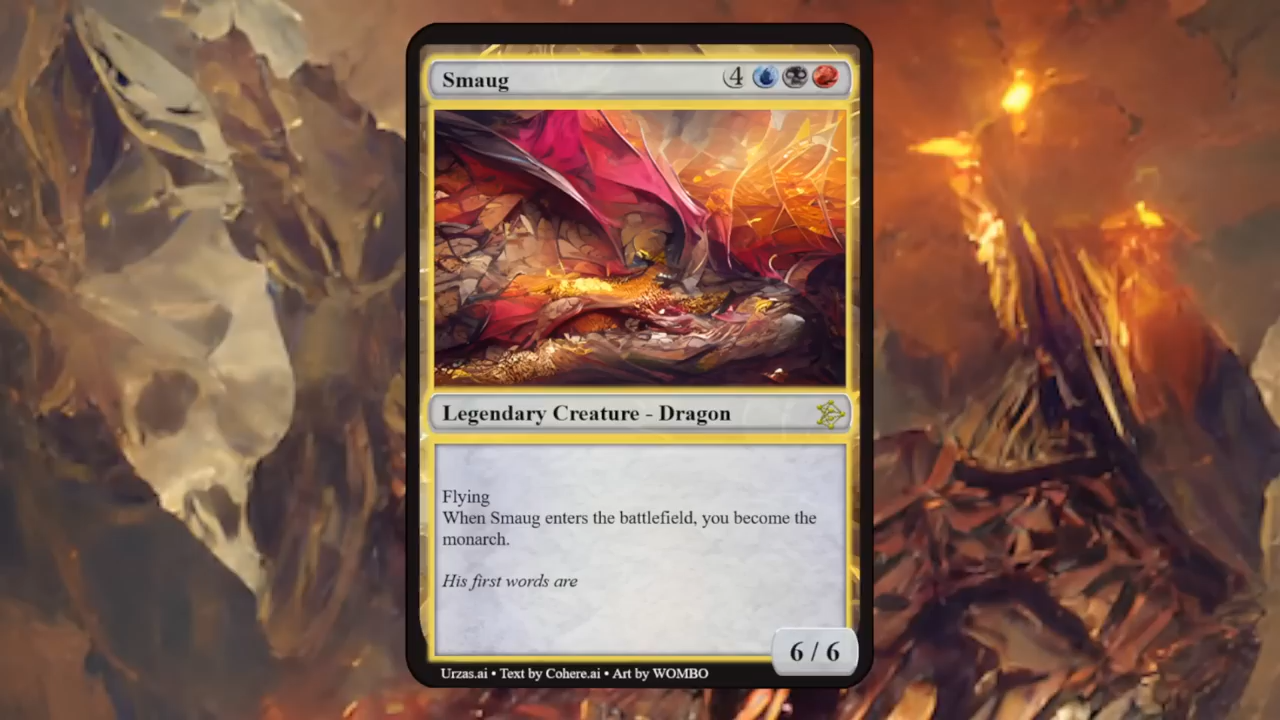 Smaug 4
Legendary Creature - Dragon
Flying
When Smaug enters the battlefield, you become the
monarch.
His first words are
6 / 6
Urzas.ai • Text by Cohere.ai • Art by WOMBO